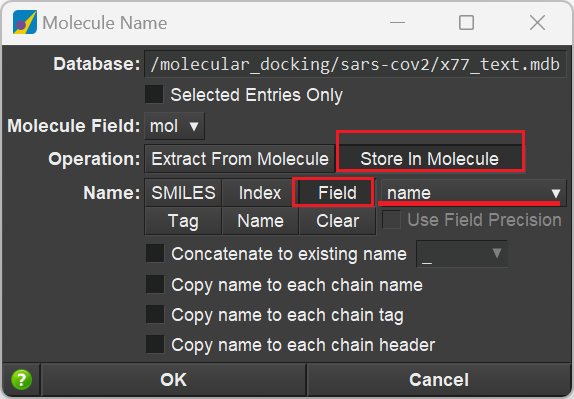 Molecule Name
Database: /molecular_docking/sars-cov2/x77_text.mdb
Selected Entries Only
Molecule Field: mol
Operation: Extract From Molecule Store In Molecule
Name: SMILES Index Field name
Tag Name Clear Use Field Precision
Concatenate to existing name _
Copy name to each chain name
Copy name to each chain tag
Copy name to each chain header
? OK Cancel